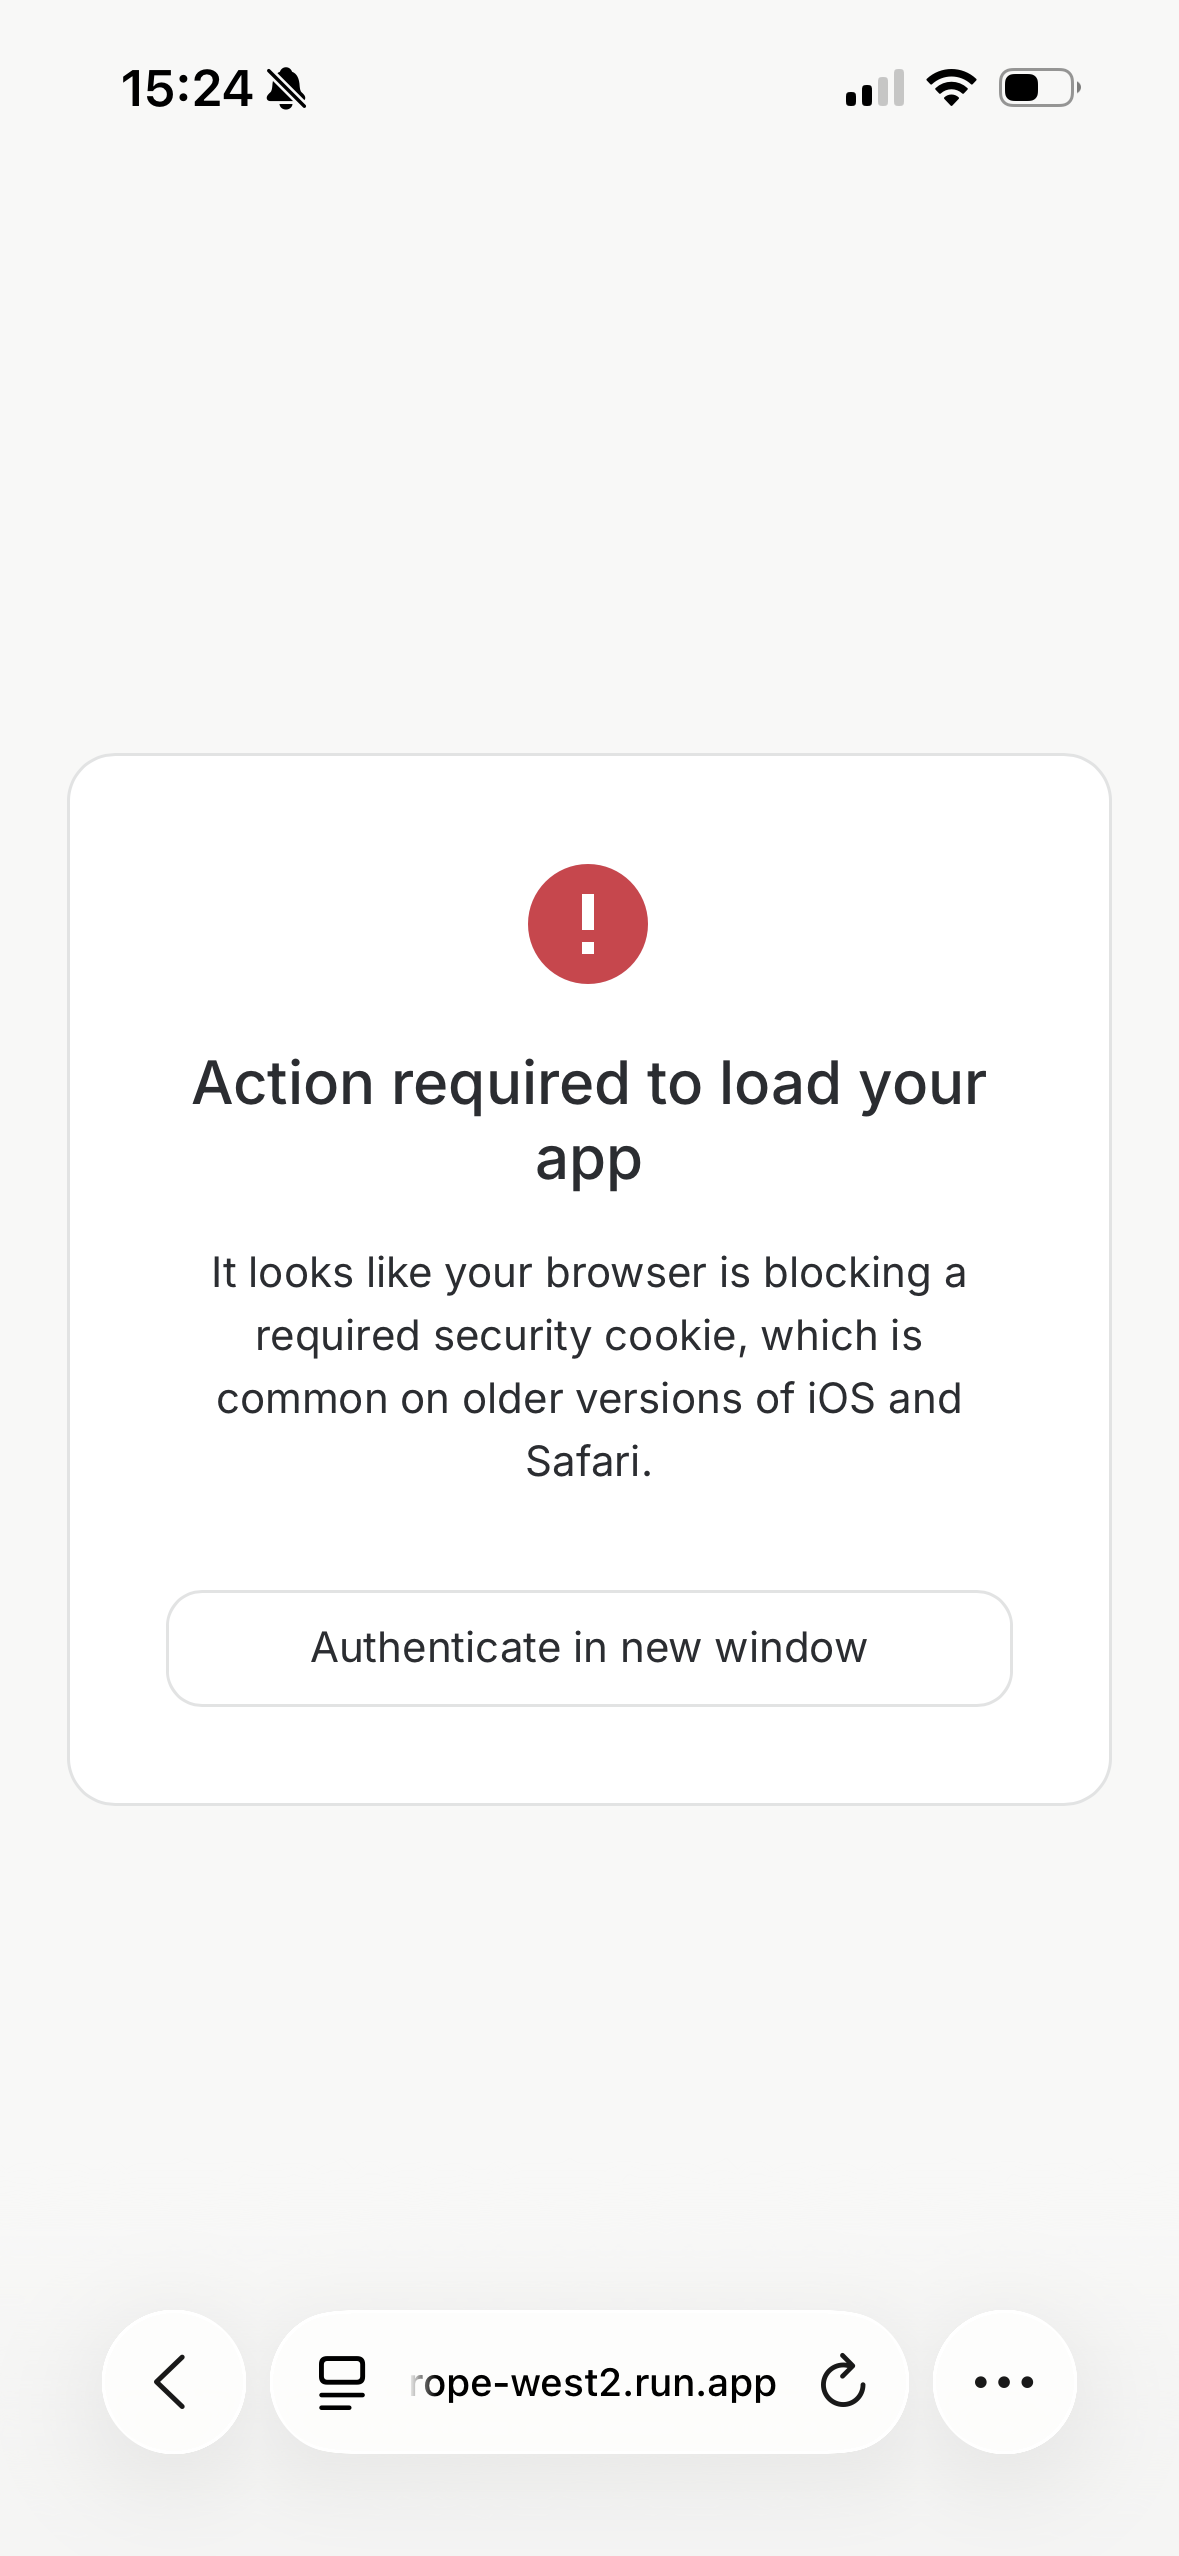 15:24
Action required to load your
app
It looks like your browser is blocking a
required security cookie, which is
common on older versions of iOS and
Safari.
Authenticate in new window
rope-west2.run.app